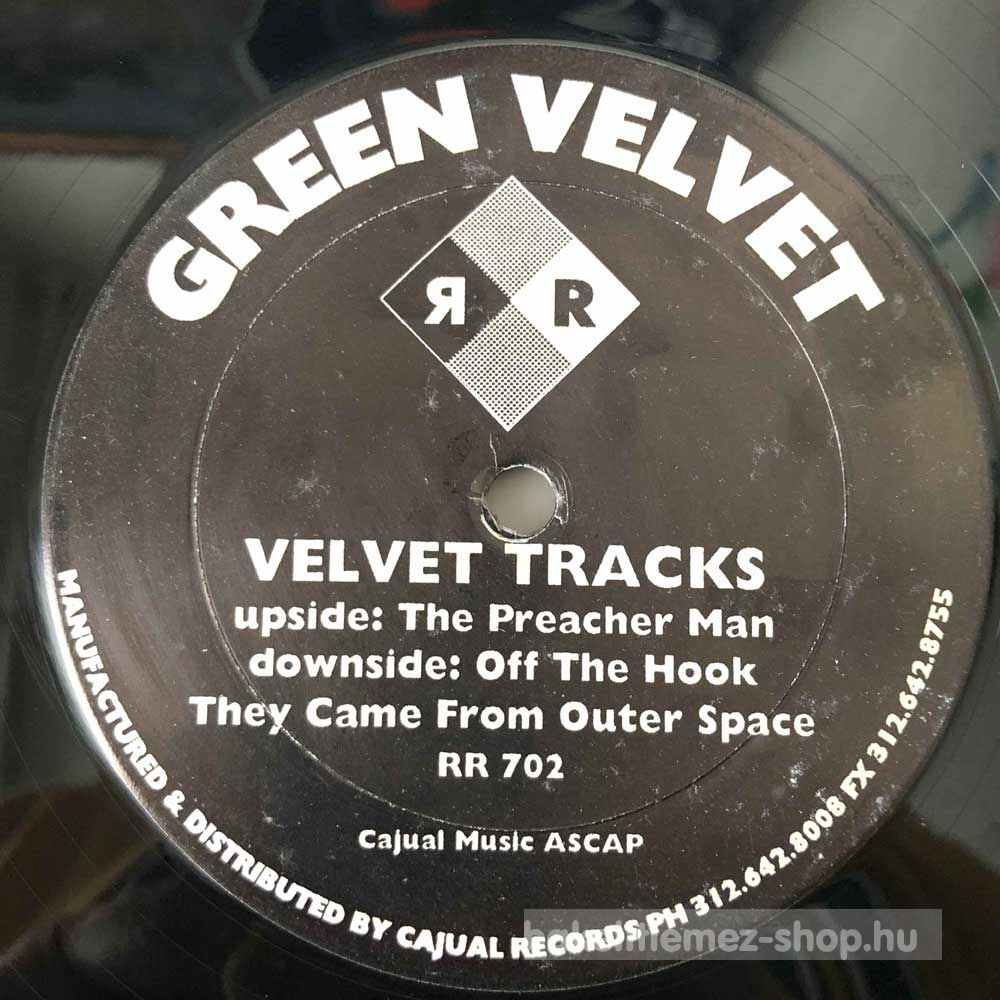 GREEN VELVET
Я R
VELVET TRACKS
upside: The Preacher Man
downside: Off The Hook
They Came From Outer Space
RR 702
Cajual Music ASCAP
MANUFACTURED & DISTRIBUTED BY CAJUAL RECORDS PH 312.642.8008 FX 312.642.8755